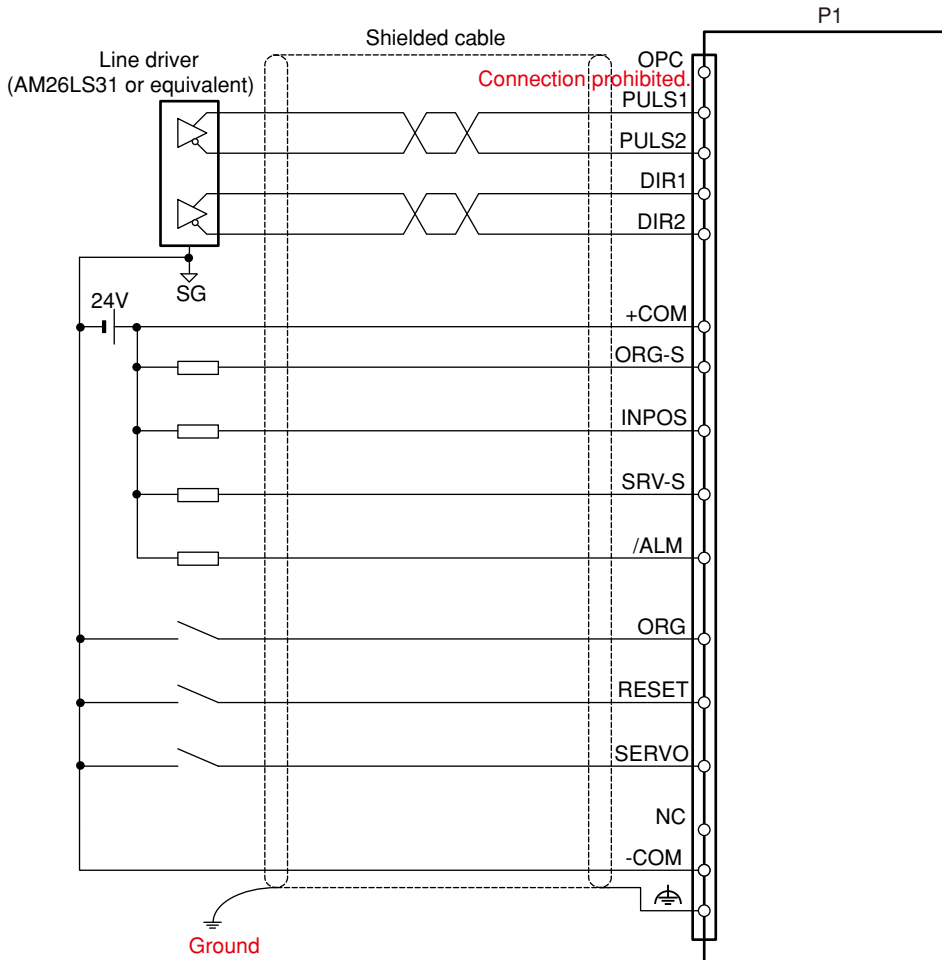 P1
Shielded cable
Line driver
(AM26LS31 or equivalent)
OPC
Connection prohibited.
PULS1
PULS2
DIR1
DIR2
SG
24V
+COM
ORG-S
INPOS
SRV-S
/ALM
ORG
RESET
SERVO
NC
-COM
Ground